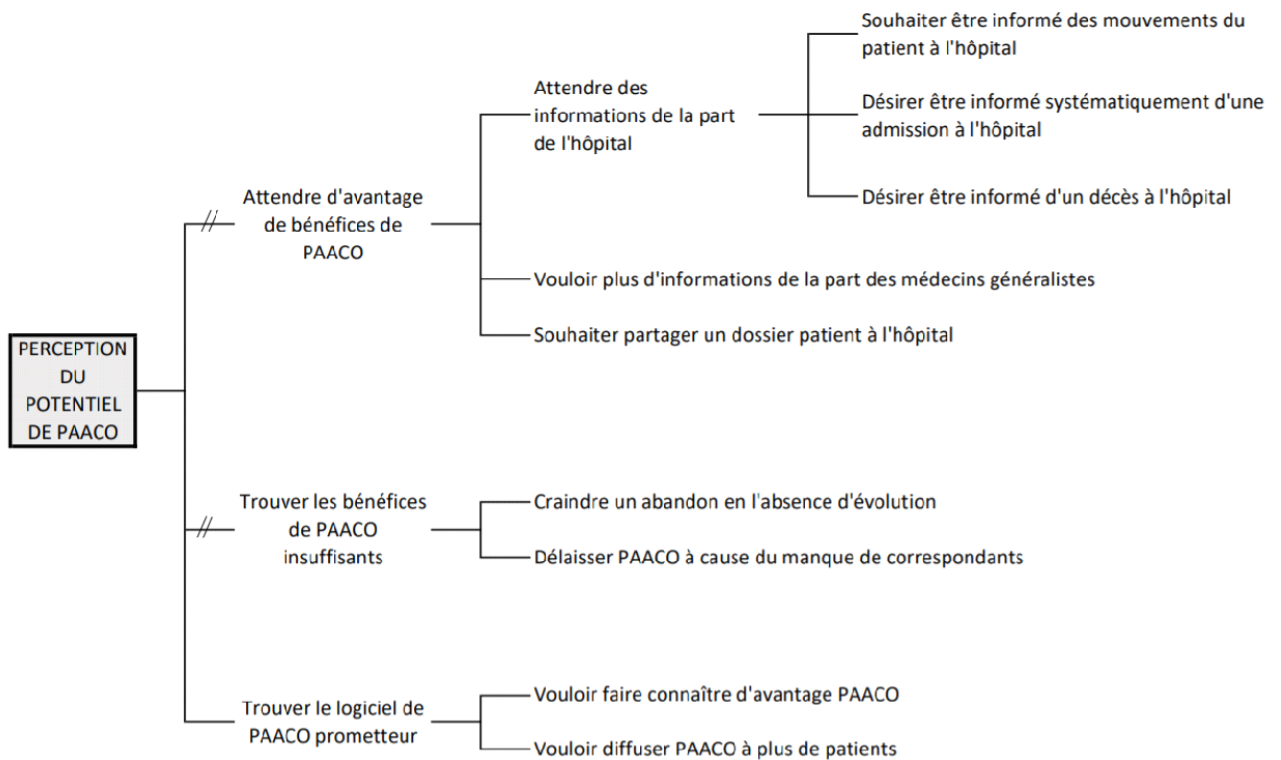 Souhaiter être informé des mouvements du
patient à l'hôpital
Attendre des
informations de la part
de l'hôpital
Désirer être informé systématiquement d'une
admission à l'hôpital
Désirer être informé d'un décès à l'hôpital
Attendre d'avantage
de bénéfices de
PAACO
Vouloir plus d'informations de la part des médecins généralistes
Souhaiter partager un dossier patient à l'hôpital
PERCEPTION
DU
POTENTIEL
DE PAACO
Trouver les bénéfices
de PAACO
insuffisants
Craindre un abandon en l'absence d'évolution
Délaisser PAACO à cause du manque de correspondants
Trouver le logiciel de
PAACO prometteur
Vouloir faire connaître d'avantage PAACO
Vouloir diffuser PAACO à plus de patients